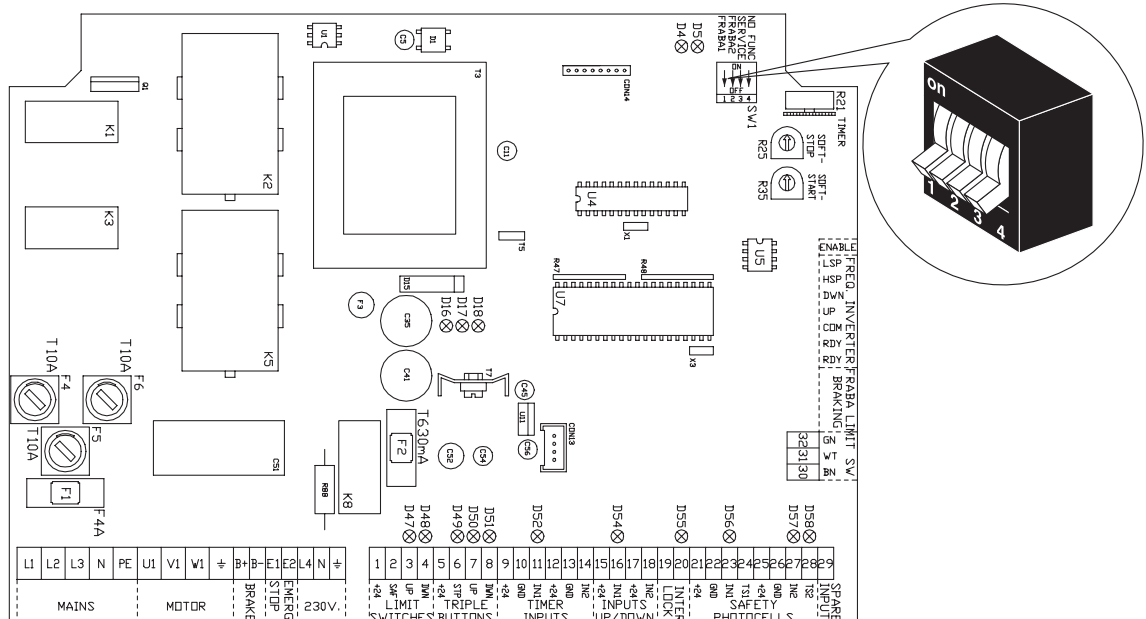 U1
C5
D1
D4
D5
NO FUNC
SERVICE
FRABA2
FRABA1
ON
OFF
1 2 3 4
SW1
on
1 2 3 4
Q1
K1
K2
T3
CON14
R21 TIMER
R25
SOFT-
STOP
R35
SOFT-
START
C11
K3
K5
U4
X1
T5
U5
R47
R48
U7
X3
D15
F3
C35
D16
D17
D18
ENABLE
LSP
HSP
DWN
UP
COM
RDY
RDY
FREQ. INVERTER
BRAKING
FRABA LIMIT SW
32 GN
31 WT
30 BN
T10A
F4
T10A
F6
T10A
F5
F1
F4A
C41
T7
C45
U11
CON13
C56
T630mA
F2
C52
C54
C51
R88
K8
D47
D48
D49
D50
D51
D52
D54
D55
D56
D57
D58
L1 L2 L3 N PE U1 V1 W1 B+ B- E1 E2 L4 N
1 2 3 4 5 6 7 8 9 10 11 12 13 14 15 16 17 18 19 20 21 22 23 24 25 26 27 28 29
+24 SAF UP DWN +24 STP UP DWN +24 GND IN1 +24 GND IN2 +24 IN1 +24 IN2 +24 GND IN1 TS1 +24 GND IN2 TS2
MAINS
MOTOR
BRAKE
EMERG
STOP
230V.
LIMIT
SWITCHES
TRIPLE
BUTTONS
TIMER
INPUTS
INPUTS
UP/DOWN
INTER
LOCK
SAFETY
PHOTOCELLS
SPARE
INPUT